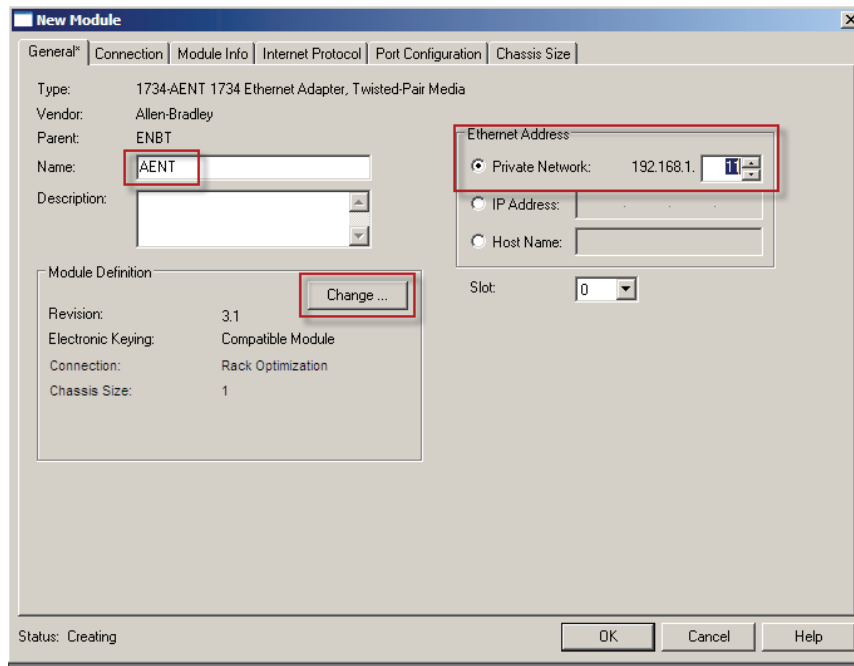 New Module
General* Connection Module Info Internet Protocol Port Configuration Chassis Size
Type: 1734-AENT 1734 Ethernet Adapter, Twisted-Pair Media
Vendor: Allen-Bradley
Parent: ENBT
Name: AENT
Description:
Ethernet Address
Private Network: 192.168.1. 11
IP Address:
Host Name:
Slot: 0
Module Definition
Change ...
Revision: 3.1
Electronic Keying: Compatible Module
Connection: Rack Optimization
Chassis Size: 1
Status: Creating
OK Cancel Help